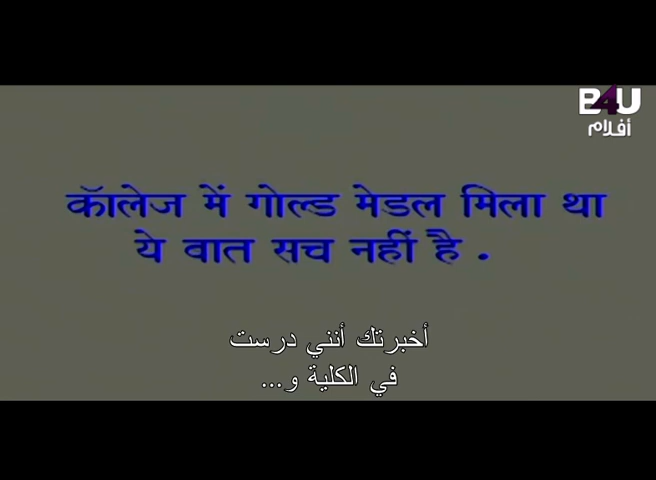 B4U
أفلام
कॅालेज में गोल्ड मेडल मिला था
ये वात सच नहीं है .
أخبرتك أنني درست
في الكلية و...